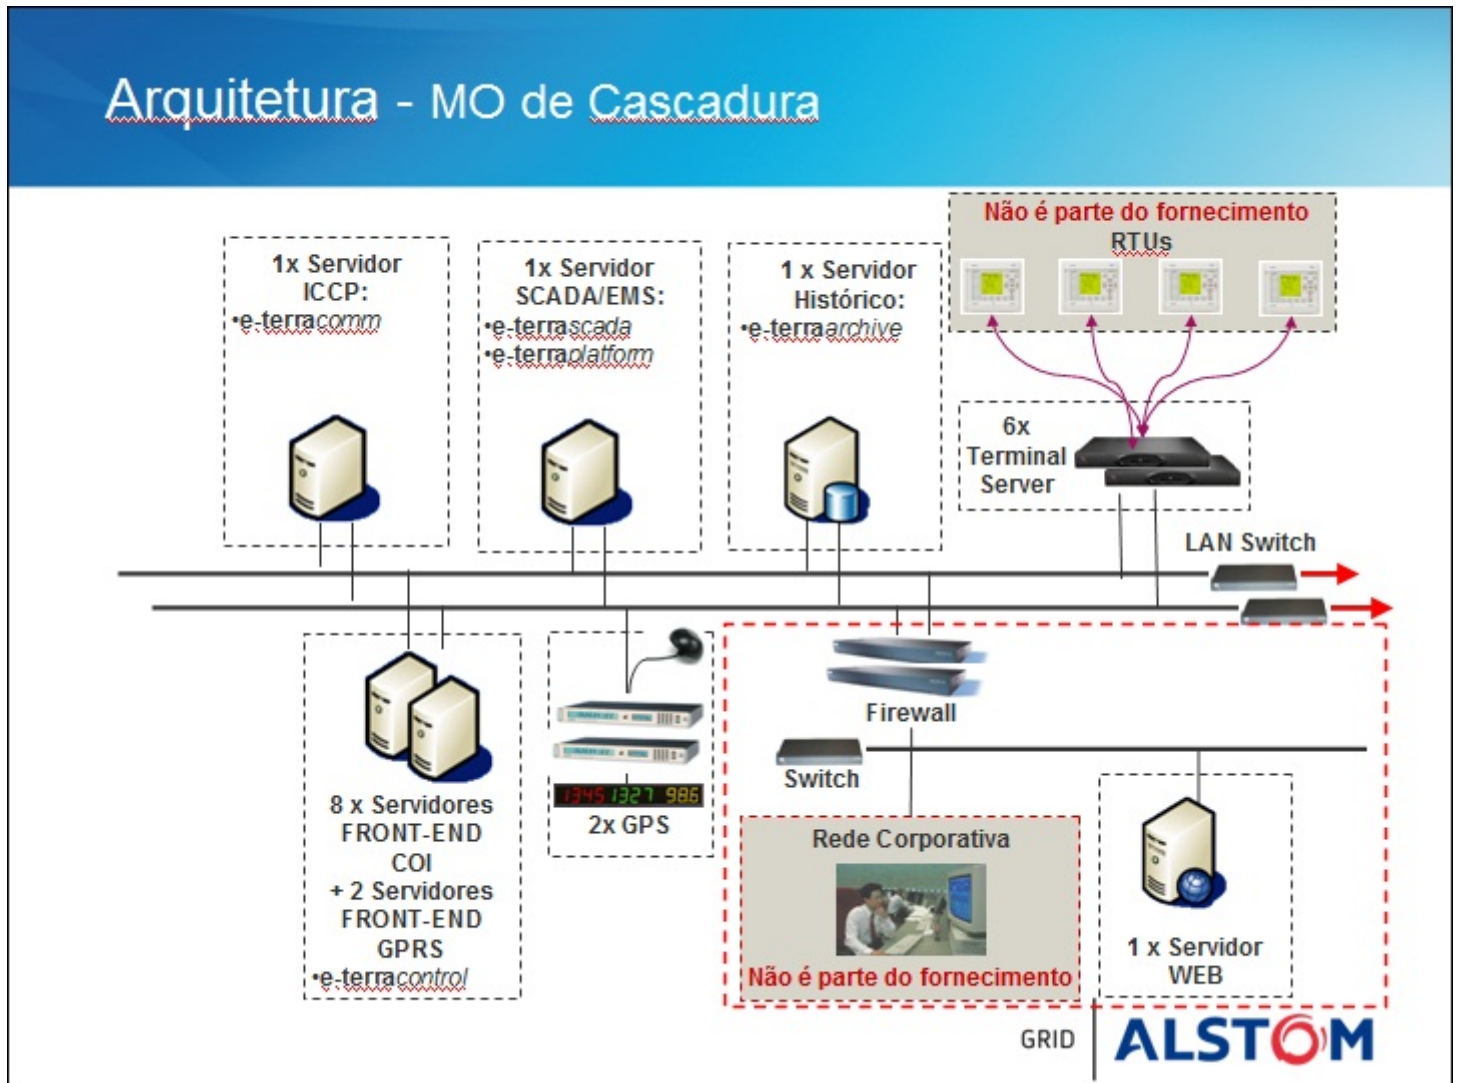 Arquitetura - MO de Cascadura
1x Servidor
ICCP:
•e-terracomm
1x Servidor
SCADA/EMS:
•e-terrascada
•e-terraplatform
1 x Servidor
Histórico:
•e-terraarchive
Não é parte do fornecimento
RTUs
6x
Terminal
Server
LAN Switch
8 x Servidores
FRONT-END
COI
+ 2 Servidores
FRONT-END
GPRS
•e-terracontrol
1345 1327 98.6
2x GPS
Firewall
Switch
Rede Corporativa
Não é parte do fornecimento
1 x Servidor
WEB
GRID
ALSTOM